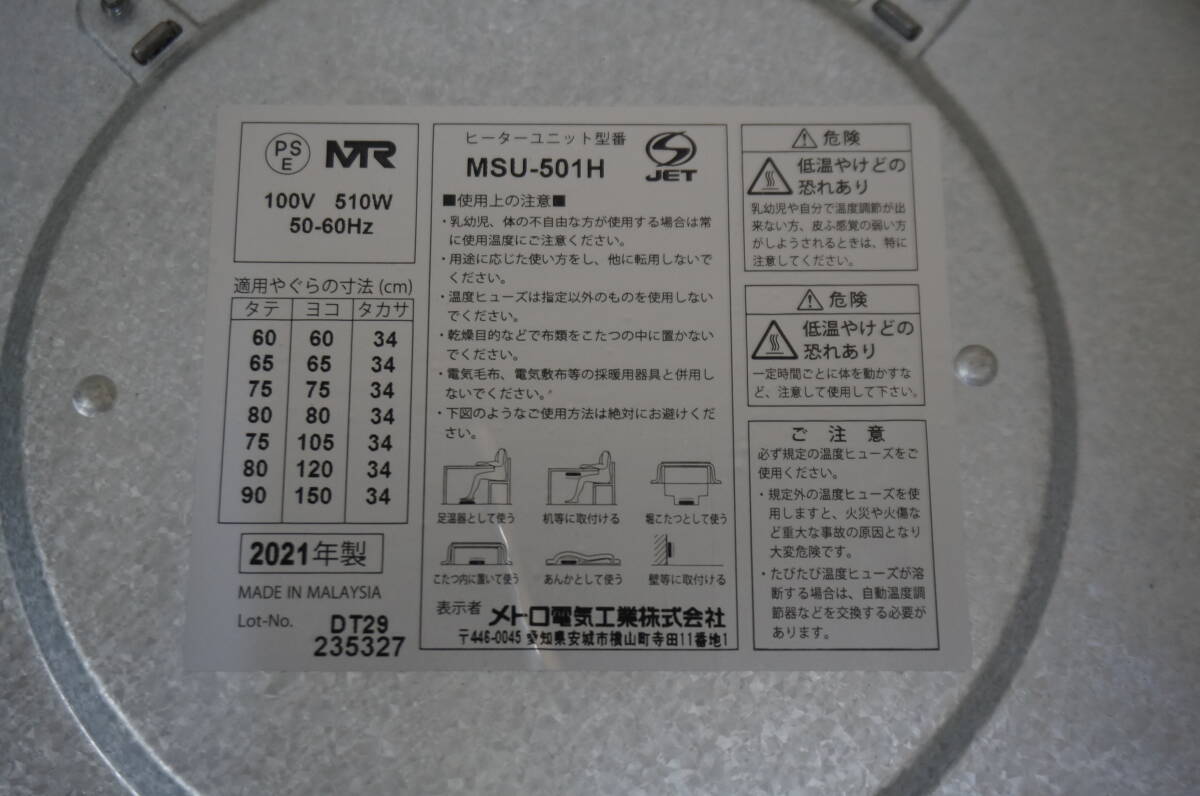 PS
E
MTR
100V 510W
50-60Hz
適用やぐらの寸法 (cm)
タテ ヨコ タカサ
60 60 34
65 65 34
75 75 34
80 80 34
75 105 34
80 120 34
90 150 34
2021年製
MADE IN MALAYSIA
Lot-No. DT29
235327
ヒーターユニット型番
MSU-501H
JET
■使用上の注意■
・乳幼児、体の不自由な方が使用する場合は常
に使用温度にご注意ください。
・用途に応じた使い方をし、他に転用しないで
ください。
・温度ヒューズは指定以外のものを使用しない
でください。
・乾燥目的などで布類をこたつの中に置かない
でください。
・電気毛布、電気敷布等の採暖用器具と併用し
ないでください。
・下図のようなご使用方法は絶対にお避けくだ
さい。
足温器として使う 机等に取付ける 堀こたつとして使う
こたつ内に置いて使う あんかとして使う 壁等に取付ける
表示者 メトロ電気工業株式会社
〒446-0045 愛知県安城市横山町寺田11番地1
危険
低温やけどの
恐れあり
乳幼児や自分で温度調節が出
来ない方、皮ふ感覚の弱い方
がしようされるときは、特に
注意してください。
危険
低温やけどの
恐れあり
一定時間ごとに体を動かすな
ど、注意して使用して下さい。
ご注意
必ず規定の温度ヒューズをご
使用ください。
・規定外の温度ヒューズを使
用しますと、火災や火傷な
ど重大な事故の原因となり
大変危険です。
・たびたび温度ヒューズが溶
断する場合は、自動温度調
節器などを交換する必要が
あります。